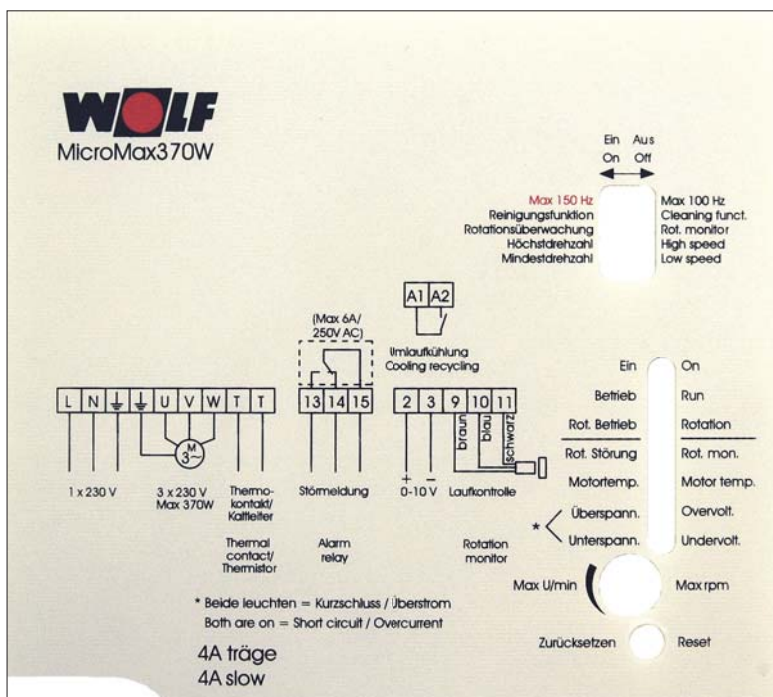 WOLF
MicroMax370W
Ein Aus
On Off
Max 150 Hz Max 100 Hz
Reinigungsfunktion Cleaning funct.
Rotationsüberwachung Rot. monitor
Höchstdrehzahl High speed
Mindestdrehzahl Low speed
A1 A2
(Max 6A/
250V AC)
Umlaufkühlung
Cooling recycling
L N U V W T T
13 14 15
2 3 9 10 11
braun
blau
schwarz
M
3~
+ −
1 x 230 V
3 x 230 V
Max 370W
Thermo-
kontakt/
Kaltleiter
Störmeldung
0-10 V
Laufkontrolle
Thermal
contact/
Thermistor
Alarm
relay
Rotation
monitor
Ein On
Betrieb Run
Rot. Betrieb Rotation
Rot. Störung Rot. mon.
Motortemp. Motor temp.
* Überspann. Overvolt.
Unterspann. Undervolt.
Max U/min Max rpm
Zurücksetzen Reset
* Beide leuchten = Kurzschluss / Überstrom
Both are on = Short circuit / Overcurrent
4A träge
4A slow